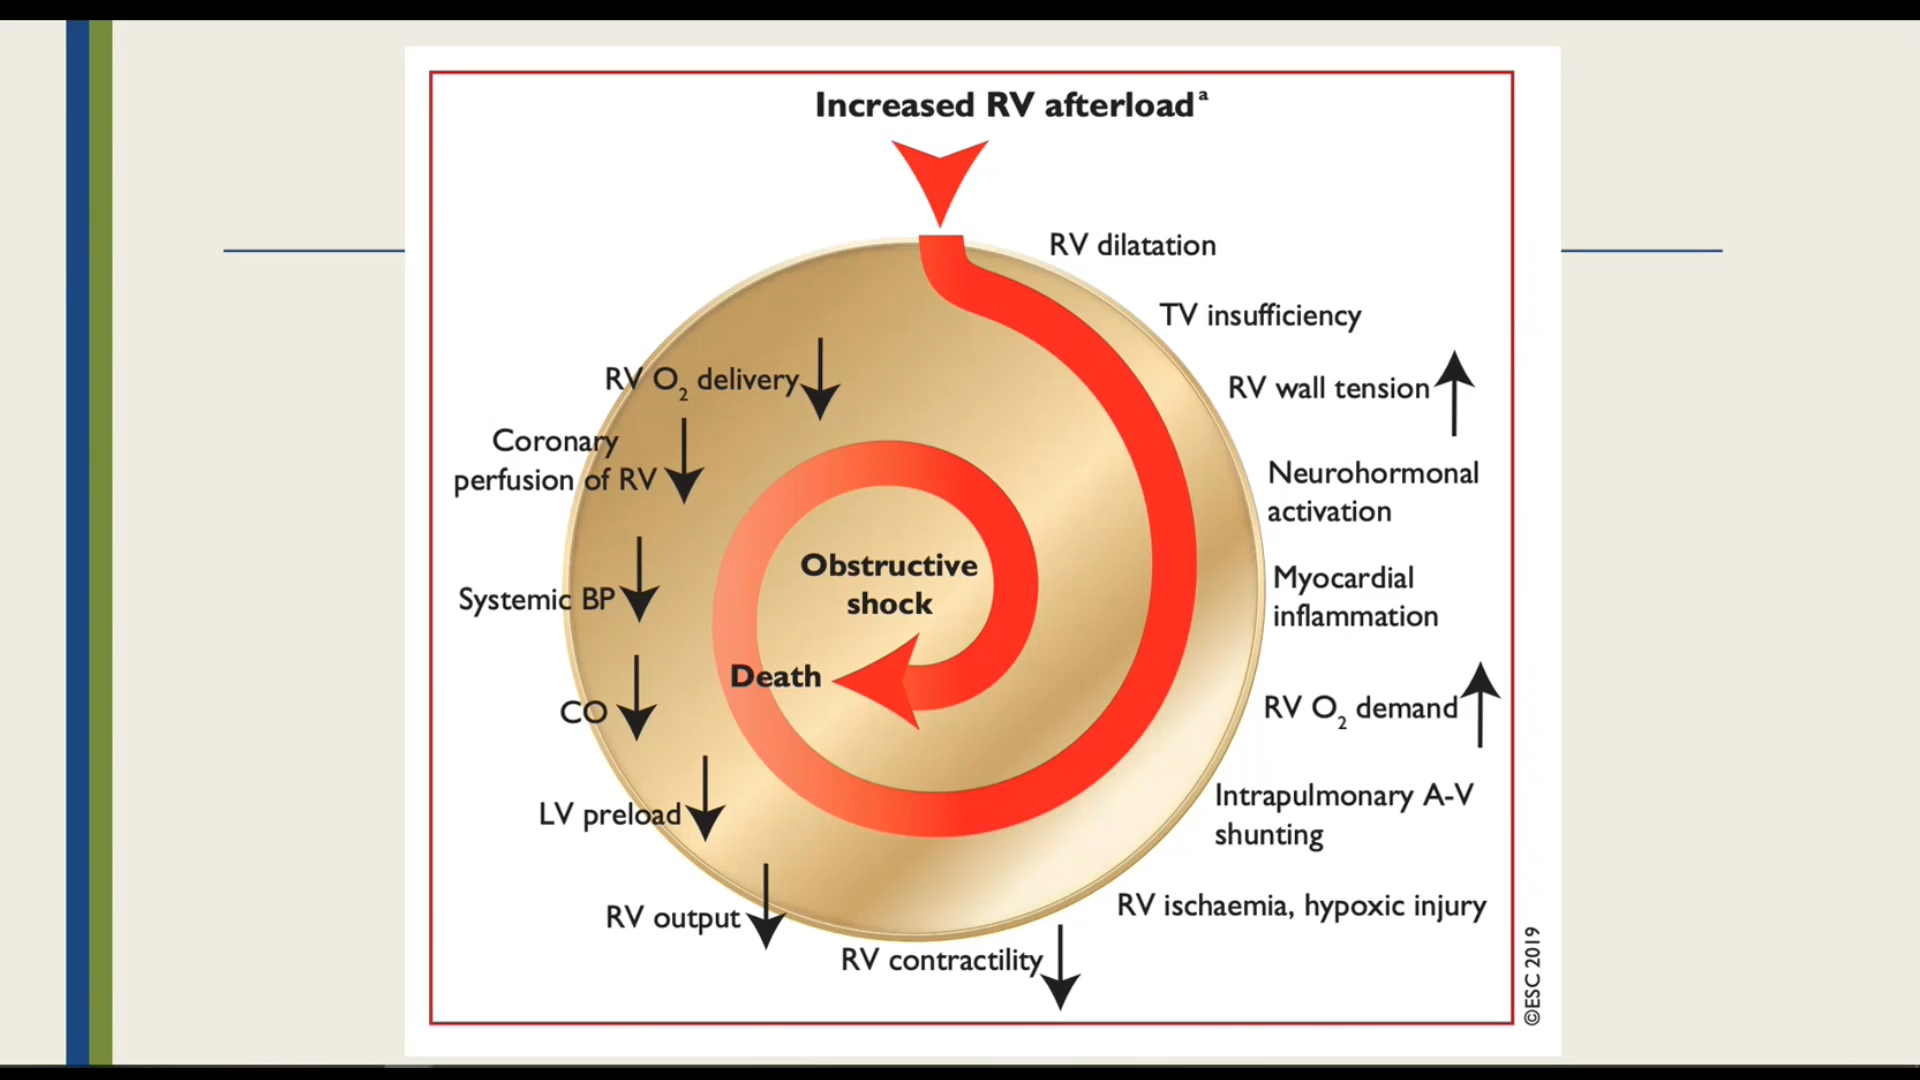 Increased RV afterloadᵃ
RV dilatation
TV insufficiency
RV wall tension
Neurohormonal
activation
Myocardial
inflammation
RV O₂ demand
Intrapulmonary A-V
shunting
RV ischaemia, hypoxic injury
RV contractility
RV output
LV preload
CO
Systemic BP
Coronary
perfusion of RV
RV O₂ delivery
Obstructive
shock
Death
©ESC 2019